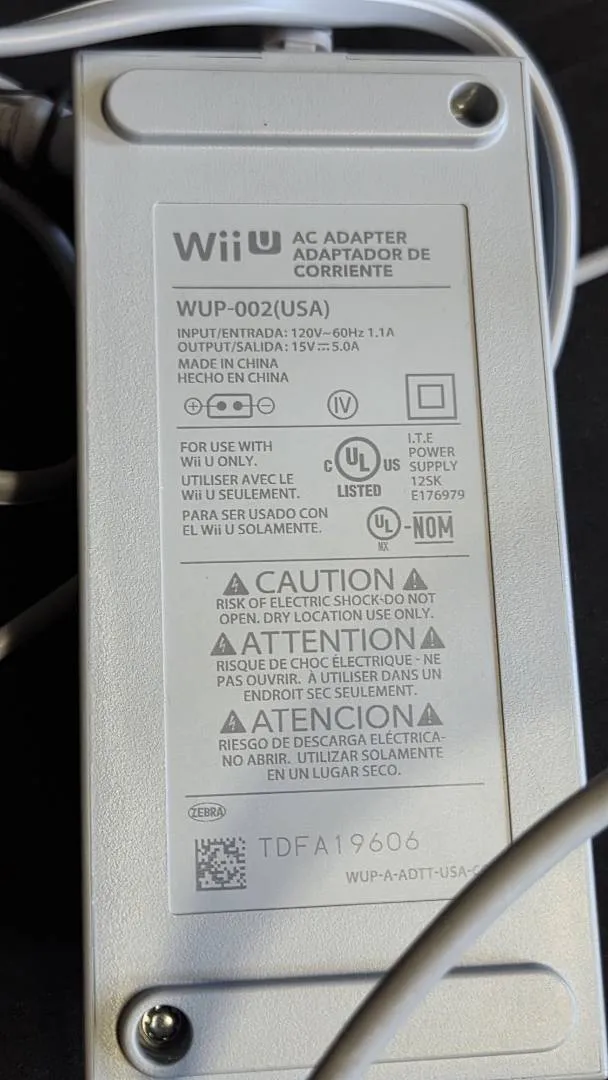 Wii U AC ADAPTER
ADAPTADOR DE
CORRIENTE
WUP-002(USA)
INPUT/ENTRADA: 120V~60Hz 1.1A
OUTPUT/SALIDA: 15V⎓5.0A
MADE IN CHINA
HECHO EN CHINA
IV
FOR USE WITH
Wii U ONLY.
UTILISER AVEC LE
Wii U SEULEMENT.
PARA SER USADO CON
EL Wii U SOLAMENTE.
C UL US
LISTED
I.T.E
POWER
SUPPLY
12SK
E176979
UL -NOM
MX
CAUTION
RISK OF ELECTRIC SHOCK-DO NOT
OPEN. DRY LOCATION USE ONLY.
ATTENTION
RISQUE DE CHOC ÉLECTRIQUE - NE
PAS OUVRIR. À UTILISER DANS UN
ENDROIT SEC SEULEMENT.
ATENCION
RIESGO DE DESCARGA ELÉCTRICA-
NO ABRIR. UTILIZAR SOLAMENTE
EN UN LUGAR SECO.
ZEBRA
TDFA19606
WUP-A-ADTT-USA-